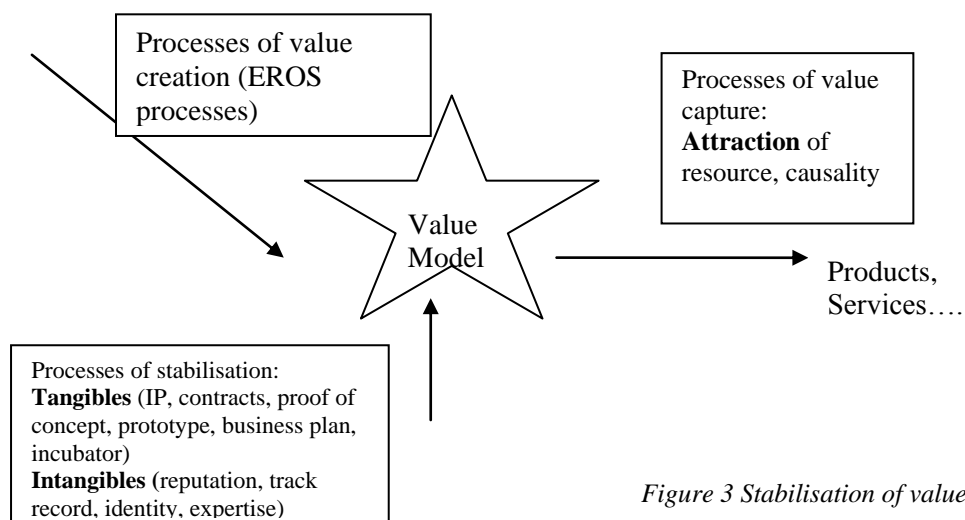 Processes of value
creation (EROS
processes)
Processes of value
capture:
Attraction of
resource, causality
Value
Model
Products,
Services….
Processes of stabilisation:
Tangibles (IP, contracts, proof of
concept, prototype, business plan,
incubator)
Intangibles (reputation, track
record, identity, expertise)
Figure 3 Stabilisation of value